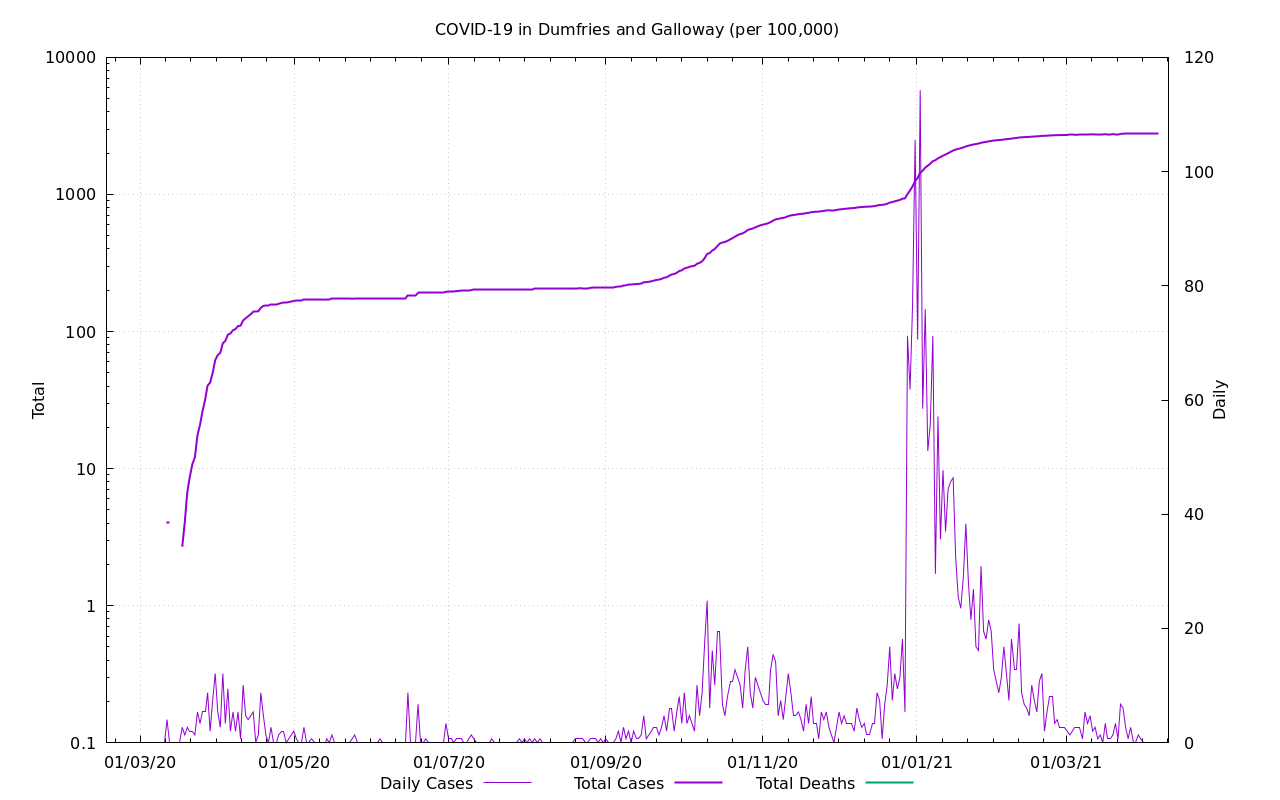 COVID-19 in Dumfries and Galloway (per 100,000)
10000
1000
100
10
1
0.1
Total
120
100
80
60
40
20
0
Daily
01/03/20 01/05/20 01/07/20 01/09/20 01/11/20 01/01/21 01/03/21
Daily Cases Total Cases Total Deaths